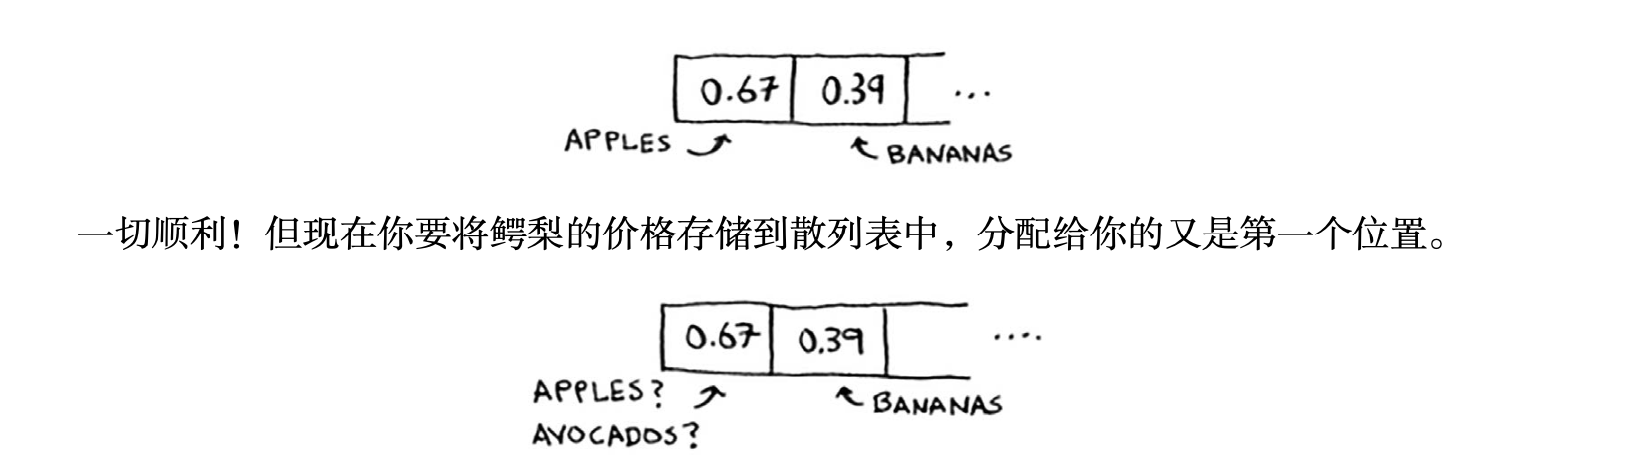 0.67 0.39 ...
APPLES BANANAS
一切顺利！但现在你要将鳄梨的价格存储到散列表中，分配给你的又是第一个位置。
0.67 0.39 ....
APPLES? BANANAS
AVOCADOS?